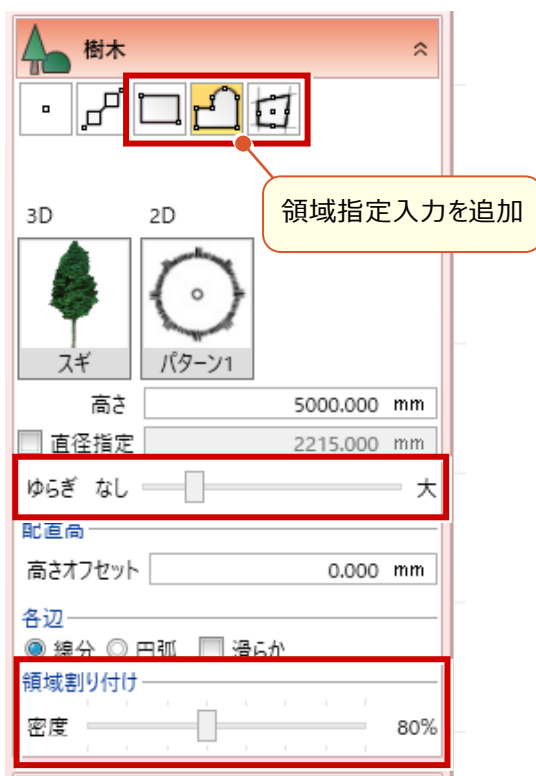 樹木
領域指定入力を追加
3D 2D
スギ パターン1
高さ 5000.000 mm
直径指定 2215.000 mm
ゆらぎ なし 大
配置高
高さオフセット 0.000 mm
各辺
線分 円弧 滑らか
領域割り付け
密度 80%